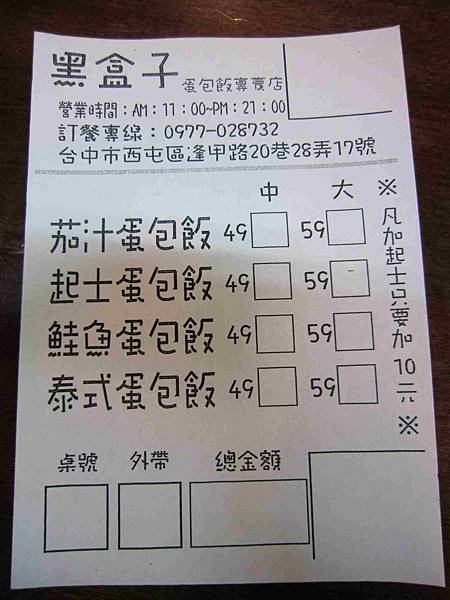 黑盒子 蛋包飯專賣店
營業時間：AM：11：00~PM：21：00
訂餐專線：0977-028732
台中市西屯區逢甲路20巷28弄17號
中 大
茄汁蛋包飯 49 59
起士蛋包飯 49 59
鮭魚蛋包飯 49 59
泰式蛋包飯 49 59
※凡加起士只要加10元※
桌號 外帶 總金額